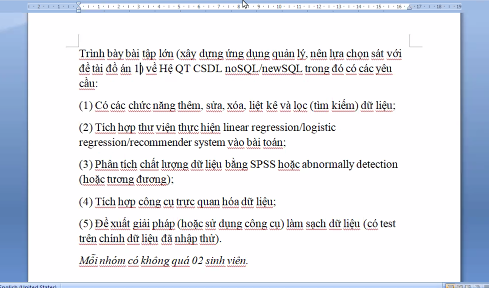 Trình bày bài tập lớn (xây dựng ứng dụng quản lý, nên lựa chọn sát với
đề tài đồ án 1) về Hệ QT CSDL noSQL/newSQL trong đó có các yêu
cầu:
(1) Có các chức năng thêm, sửa, xóa, liệt kê và lọc (tìm kiếm) dữ liệu;
(2) Tích hợp thư viện thực hiện linear regression/logistic
regression/recommender system vào bài toán;
(3) Phân tích chất lượng dữ liệu bằng SPSS hoặc abnormally detection
(hoặc tương đương);
(4) Tích hợp công cụ trực quan hóa dữ liệu;
(5) Đề xuất giải pháp (hoặc sử dụng công cụ) làm sạch dữ liệu (có test
trên chính dữ liệu đã nhập thử).
Mỗi nhóm có không quá 02 sinh viên.